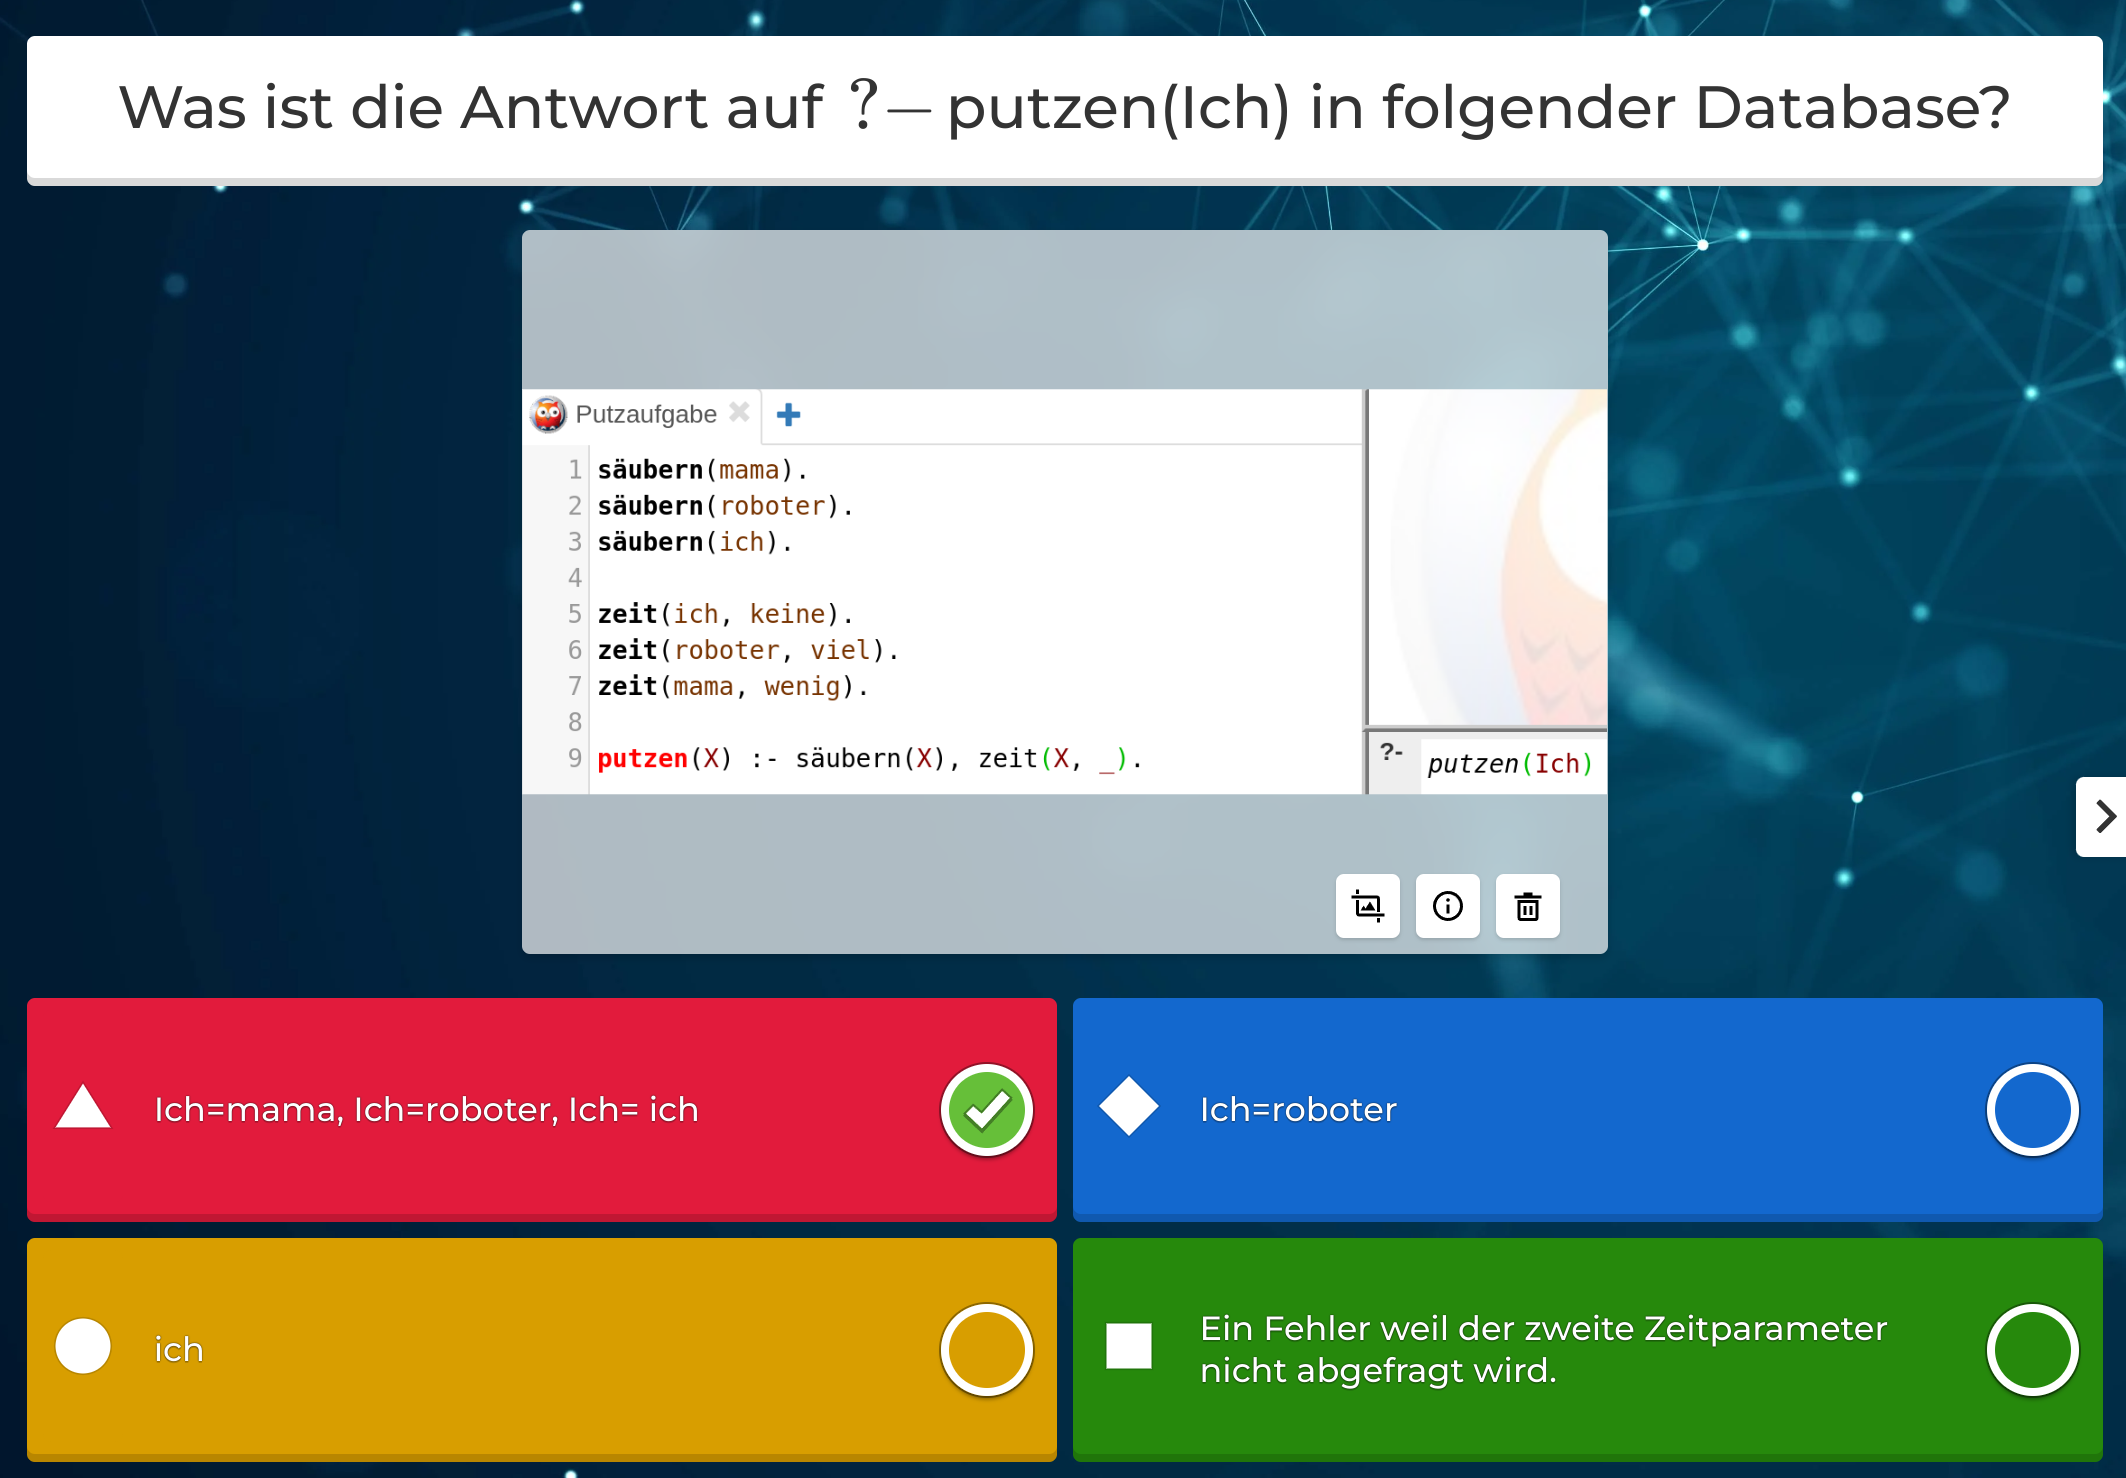 Was ist die Antwort auf ?— putzen(Ich) in folgender Database?
Putzaufgabe
1 säubern(mama).
2 säubern(roboter).
3 säubern(ich).
4
5 zeit(ich, keine).
6 zeit(roboter, viel).
7 zeit(mama, wenig).
8
9 putzen(X) :- säubern(X), zeit(X, _).
?- putzen(Ich)
Ich=mama, Ich=roboter, Ich= ich
Ich=roboter
ich
Ein Fehler weil der zweite Zeitparameter
nicht abgefragt wird.